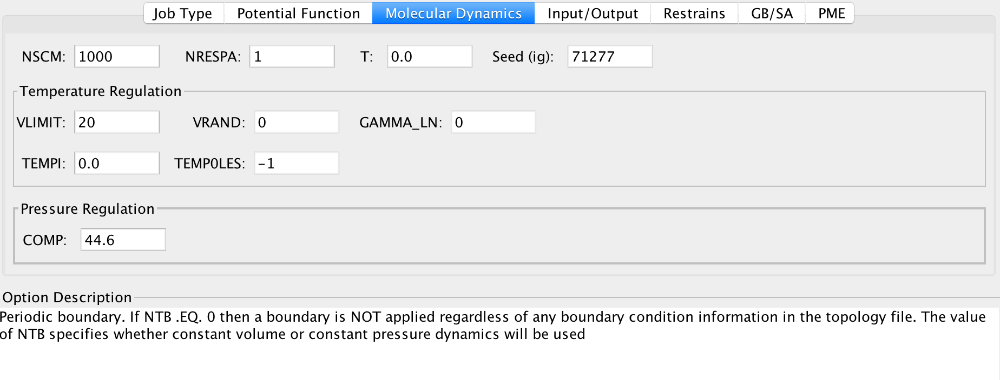 Job Type Potential Function Molecular Dynamics Input/Output Restrains GB/SA PME
NSCM: 1000 NRESPA: 1 T: 0.0 Seed (ig): 71277
Temperature Regulation
VLIMIT: 20 VRAND: 0 GAMMA_LN: 0
TEMPI: 0.0 TEMP0LES: -1
Pressure Regulation
COMP: 44.6
Option Description
Periodic boundary. If NTB .EQ. 0 then a boundary is NOT applied regardless of any boundary condition information in the topology file. The value
of NTB specifies whether constant volume or constant pressure dynamics will be used